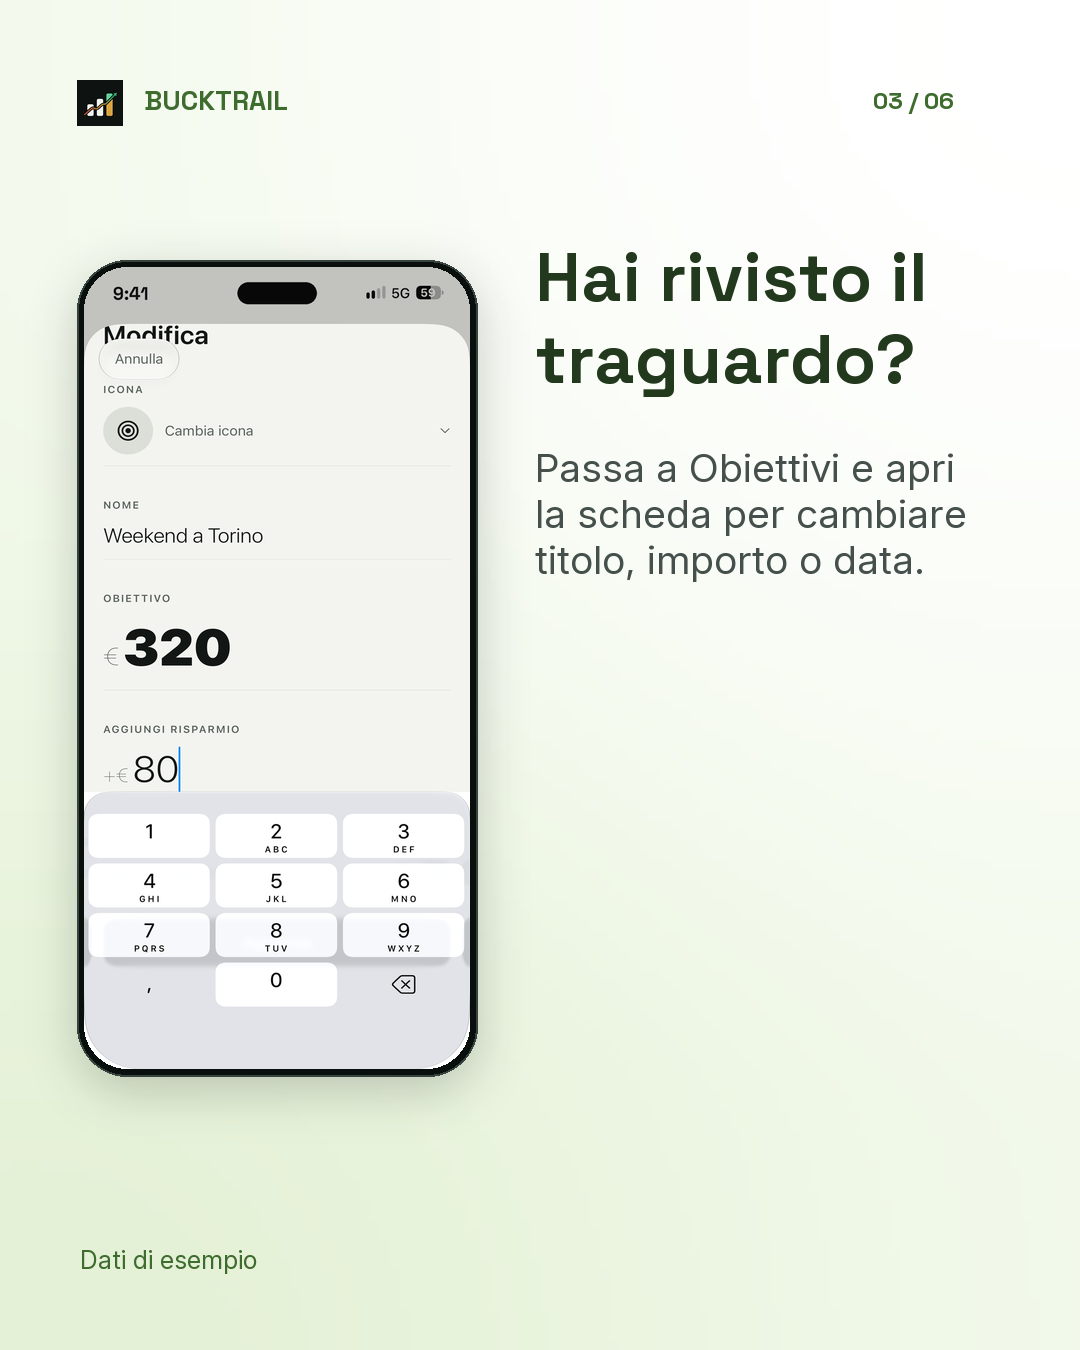 BUCKTRAIL
03 / 06
Hai rivisto il
traguardo?
Passa a Obiettivi e apri
la scheda per cambiare
titolo, importo o data.
9:41
5G
59
Modifica
Annulla
ICONA
Cambia icona
NOME
Weekend a Torino
OBIETTIVO
€ 320
AGGIUNGI RISPARMIO
+€ 80
1
2
ABC
3
DEF
4
GHI
5
JKL
6
MNO
7
PQRS
8
TUV
9
WXYZ
,
0
Dati di esempio